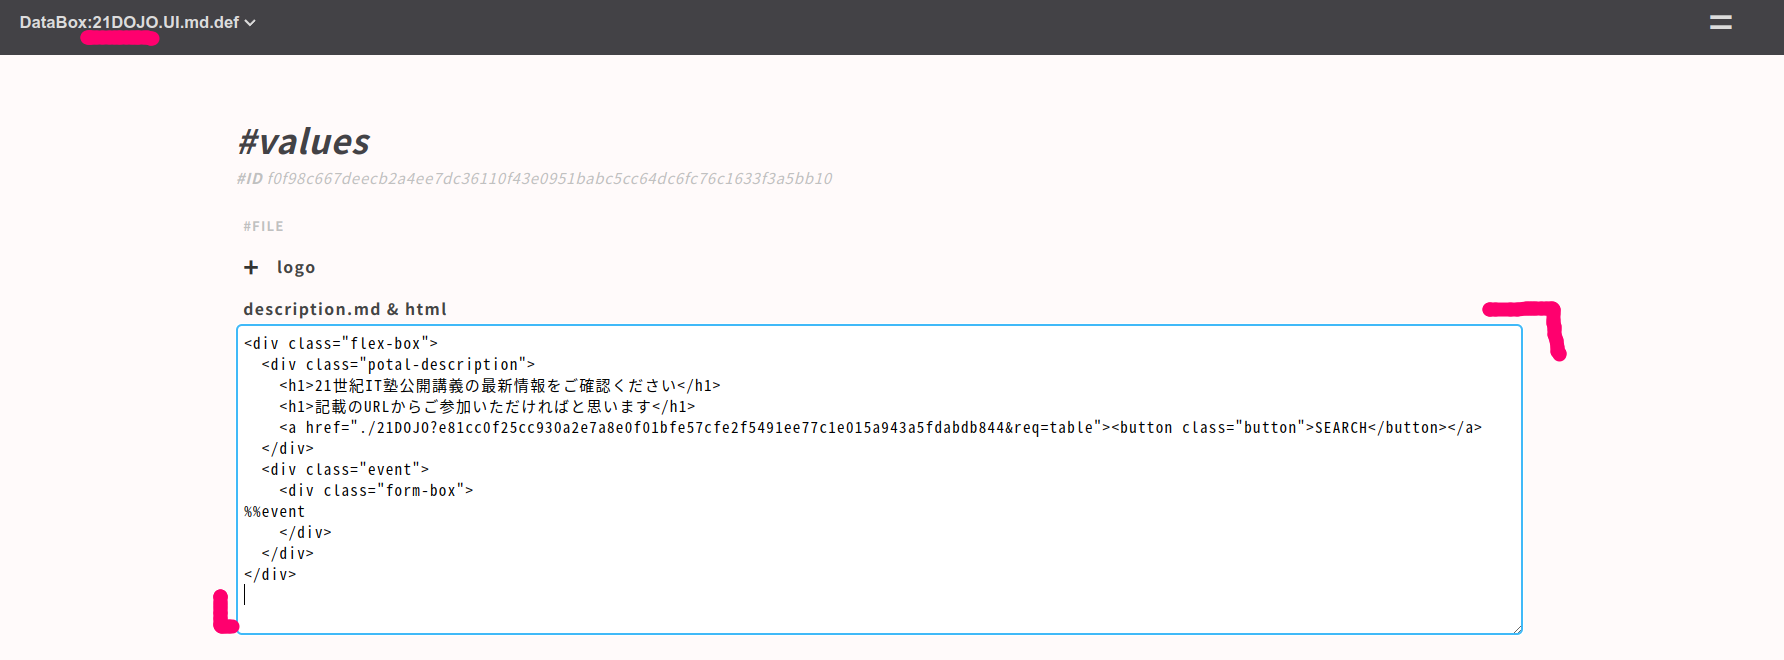 DataBox:21DOJO.UI.md.def
#values
#ID f0f98c667deecb2a4ee7dc36110f43e0951babc5cc64dc6fc76c1633f3a5bb10
#FILE
+ logo
description.md & html
<div class="flex-box">
  <div class="potal-description">
    <h1>21世紀IT塾公開講義の最新情報をご確認ください</h1>
    <h1>記載のURLからご参加いただければと思います</h1>
    <a href="./21DOJO?e81cc0f25cc930a2e7a8e0f01bfe57cfe2f5491ee77c1e015a943a5fdabdb844&req=table"><button class="button">SEARCH</button></a>
  </div>
  <div class="event">
    <div class="form-box">
%%event
    </div>
  </div>
</div>